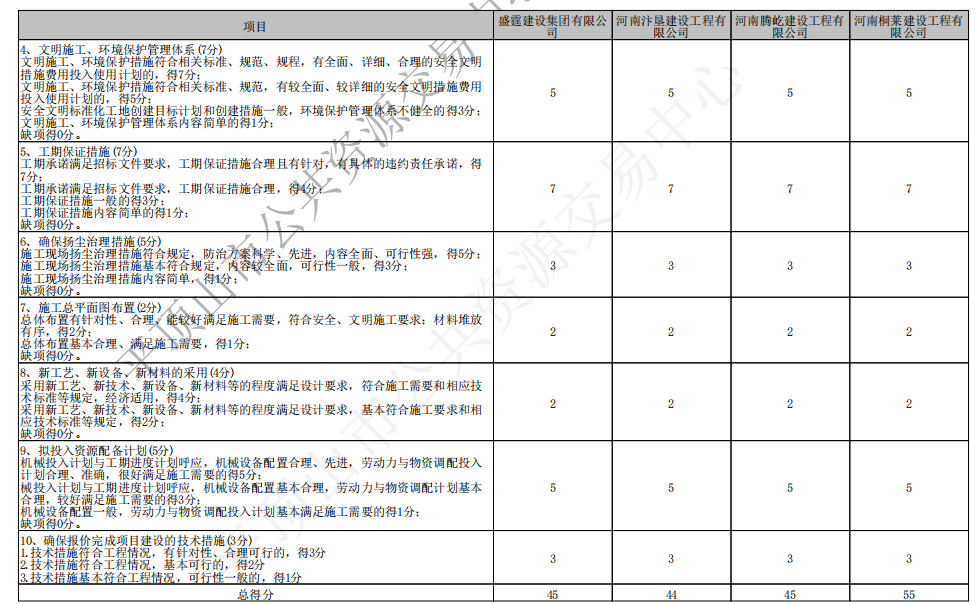 项目
盛霆建设集团有限公
司
河南汴垦建设工程有
限公司
河南腾屹建设工程有
限公司
河南桐莱建设工程有
限公司
4、文明施工、环境保护管理体系(7分)
文明施工、环境保护措施符合相关标准、规范、规程，有全面、详细、合理的安全文明
措施费用投入使用计划的，得7分；
文明施工、环境保护措施符合相关标准、规范，有较全面、较详细的安全文明措施费用
投入使用计划的，得5分；
安全文明标准化工地创建目标计划和创建措施一般，环境保护管理体系不健全的得3分；
文明施工、环境保护管理体系内容简单的得1分；
缺项得0分。
5 5 5 5
5、工期保证措施(7分)
工期承诺满足招标文件要求，工期保证措施合理且有针对，有具体的违约责任承诺，得
7分；
工期承诺满足招标文件要求，工期保证措施合理，得4分；
工期保证措施一般的得3分；
工期保证措施内容简单的得1分；
缺项得0分。
7 7 7 7
6、确保扬尘治理措施(5分)
施工现场扬尘治理措施符合规定，防治方案科学、先进，内容全面、可行性强，得5分；
施工现场扬尘治理措施基本符合规定，内容较全面，可行性一般，得3分；
施工现场扬尘治理措施内容简单，得1分；
缺项得0分。
3 3 3 3
7、施工总平面图布置(2分)
总体布置有针对性、合理，能较好满足施工需要，符合安全、文明施工要求；材料堆放
有序，得2分；
总体布置基本合理、满足施工需要，得1分；
缺项得0分。
2 2 2 2
8、新工艺、新设备、新材料的采用(4分)
采用新工艺、新技术、新设备、新材料等的程度满足设计要求，符合施工需要和相应技
术标准等规定，经济适用，得4分；
采用新工艺、新技术、新设备、新材料等的程度满足设计要求，基本符合施工要求和相
应技术标准等规定，得2分；
缺项得0分。
2 2 2 2
9、拟投入资源配备计划(5分)
机械投入计划与工期进度计划呼应，机械设备配置合理、先进，劳动力与物资调配投入
计划合理、准确，很好满足施工需要的得5分；
械投入计划与工期进度计划呼应，机械设备配置基本合理，劳动力与物资调配计划基本
合理，较好满足施工需要的得3分；
机械设备配置一般，劳动力与物资调配投入计划基本满足施工需要的得1分；
缺项得0分。
5 5 5 5
10、确保报价完成项目建设的技术措施(3分)
1.技术措施符合工程情况，有针对性、合理可行的，得3分
2.技术措施符合工程情况，基本可行的，得2分
3.技术措施基本符合工程情况，可行性一般的，得1分
3 3 3 3
总得分 45 44 45 55
平顶山市公共资源交易中心
平顶山市公共资源交易中心